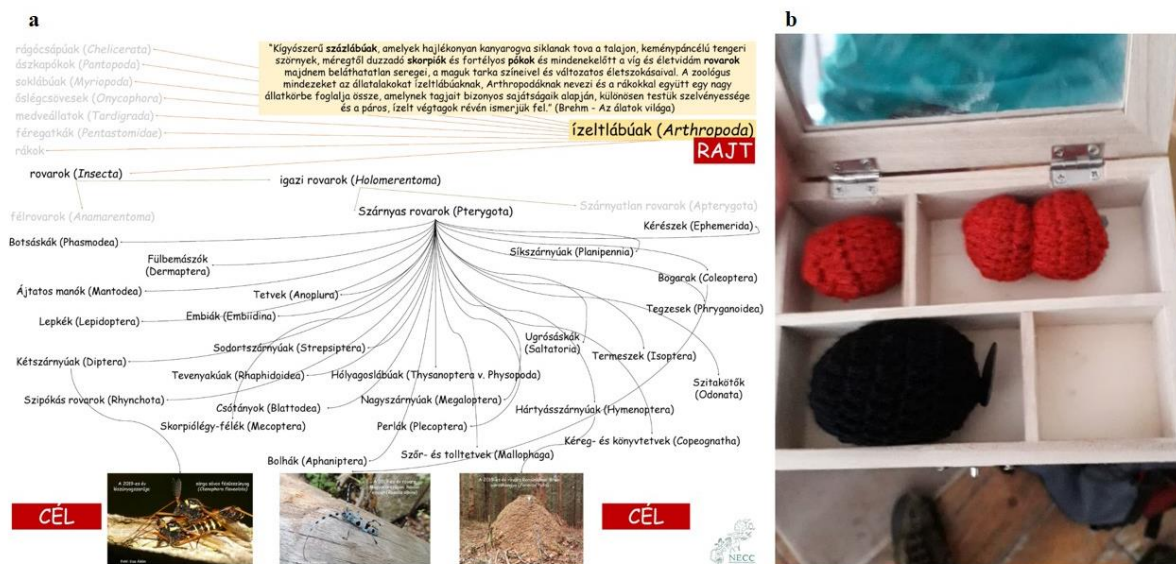 a
b
rágócsápúak (Chelicerata)
ászkapókok (Pantopoda)
soklábúak (Myriopoda)
őslégcsövesek (Onycophora)
medveállatok (Tardigrada)
féregatkák (Pentastomidae)
rákok
"Kígyószerű százlábúak, amelyek hajlékonyan kanyarogva siklanak tova a talajon, keménypáncélú tengeri
szörnyek, méregtől duzzadó skorpiók és fortélyos pókok és mindenekelőtt a víg és életvidám rovarok
majdnem beláthatatlan seregei, a maguk tarka színeivel és változatos életszokásaival. A zoológus
mindezeket az állatalakokat ízeltlábúaknak, Arthropodáknak nevezi és a rákokkal együtt egy nagy
állatkörbe foglalja össze, amelynek tagjait bizonyos sajátságaik alapján, különösen testük szelvényessége
és a páros, ízelt végtagok révén ismerjük fel." (Brehm - Az álatok világa)
ízeltlábúak (Arthropoda)
RAJT
rovarok (Insecta)
igazi rovarok (Holomerentoma)
félrovarok (Anamarentoma)
Szárnyas rovarok (Pterygota)
Szárnyatlan rovarok (Apterygota)
Kérészek (Ephemerida)
Botsáskák (Phasmodea)
Síkszárnyúak (Planipennia)
Fülbemászók
(Dermaptera)
Bogarak (Coleoptera)
Ájtatos manók (Mantodea)
Tetvek (Anoplura)
Tegzesek (Phryganoidea)
Lepkék (Lepidoptera)
Embiák (Embiidina)
Ugrósáskák
(Saltatoria)
Sodortszárnyúak (Strepsiptera)
Termeszek (Isoptera)
Kétszárnyúak (Diptera)
Tevenyakúak (Rhaphidoidea)
Hólyagoslábúak (Thysanoptera v. Physopoda)
Szitakötők
(Odonata)
Szipókás rovarok (Rhynchota)
Csótányok (Blattodea)
Nagyszárnyúak (Megaloptera)
Hártyásszárnyúak (Hymenoptera)
Skorpiólégy-félék (Mecoptera)
Perlák (Plecoptera)
Kéreg- és könyvtetvek (Copeognatha)
Bolhák (Aphaniptera)
Szőr- és tolltetvek (Mallophaga)
CÉL
CÉL
NECC